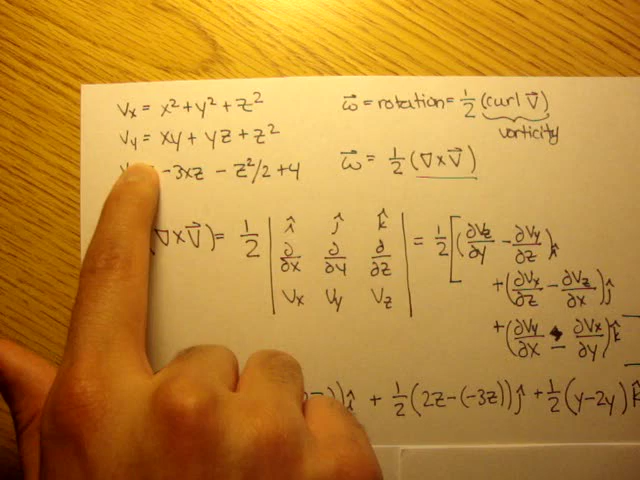 Vx = x² + y² + z²
Vy = xy + yz + z²
-3xz - z²/2 + 4
ω⃗ = rotation = 1/2 (curl V⃗)
vorticity
ω⃗ = 1/2 (∇ × V⃗)
(∇ × V⃗) = 1/2 | î ĵ k̂
∂/∂x ∂/∂y ∂/∂z
Vx Vy Vz | = 1/2 [(∂Vz/∂y - ∂Vy/∂z) î
+ (∂Vx/∂z - ∂Vz/∂x) ĵ
+ (∂Vy/∂x - ∂Vx/∂y) k̂
)) î + 1/2 (2z - (-3z)) ĵ + 1/2 (y - 2y) k̂